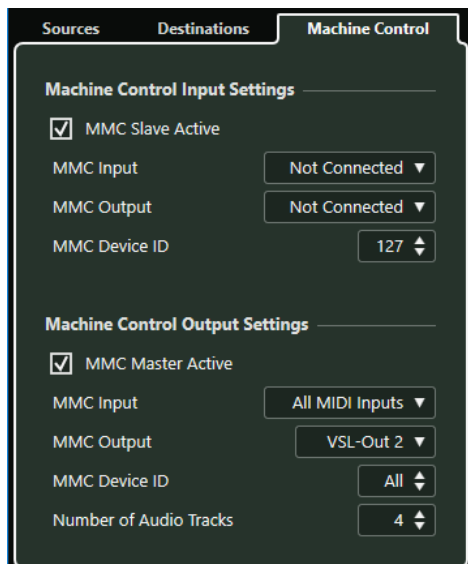 Sources Destinations Machine Control
Machine Control Input Settings
MMC Slave Active
MMC Input Not Connected
MMC Output Not Connected
MMC Device ID 127
Machine Control Output Settings
MMC Master Active
MMC Input All MIDI Inputs
MMC Output VSL-Out 2
MMC Device ID All
Number of Audio Tracks 4